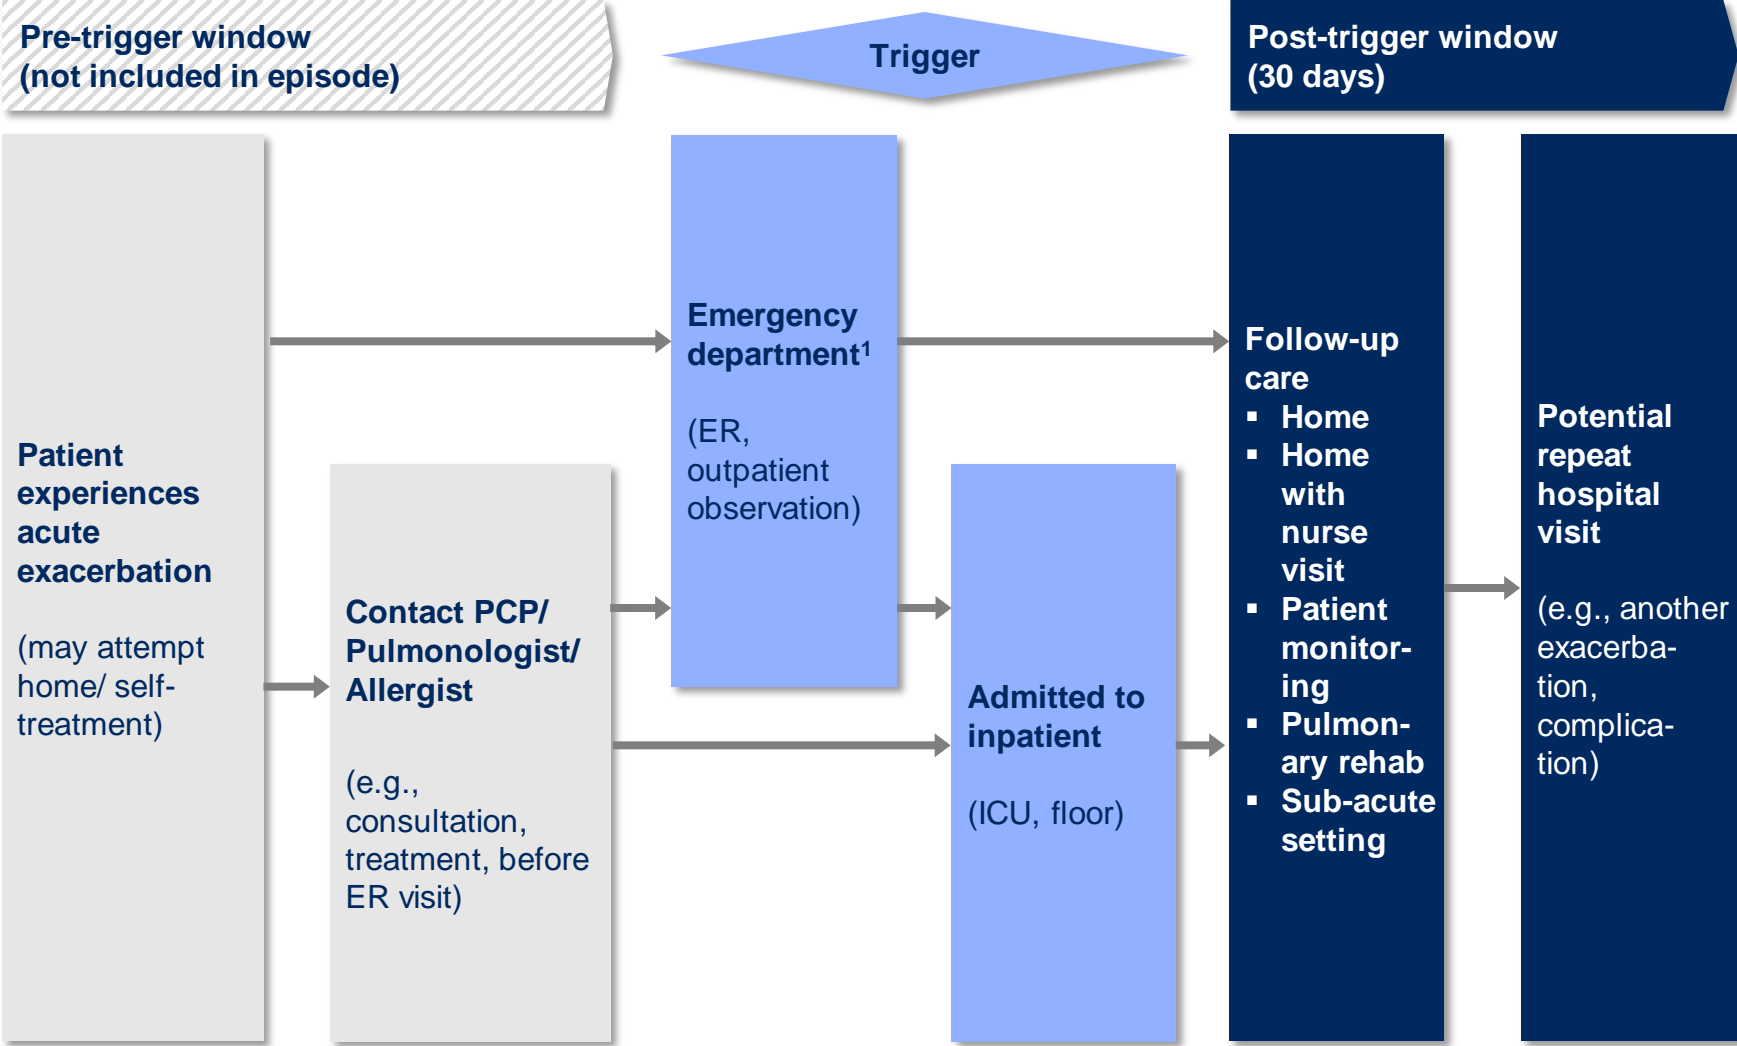 Pre-trigger window
(not included in episode)
Trigger
Post-trigger window
(30 days)
Patient
experiences
acute
exacerbation
(may attempt
home/ self-
treatment)
Contact PCP/
Pulmonologist/
Allergist
(e.g.,
consultation,
treatment, before
ER visit)
Emergency
department¹
(ER,
outpatient
observation)
Admitted to
inpatient
(ICU, floor)
Follow-up
care
▪ Home
▪ Home
with
nurse
visit
▪ Patient
monitor-
ing
▪ Pulmon-
ary rehab
▪ Sub-acute
setting
Potential
repeat
hospital
visit
(e.g., another
exacerba-
tion,
complica-
tion)